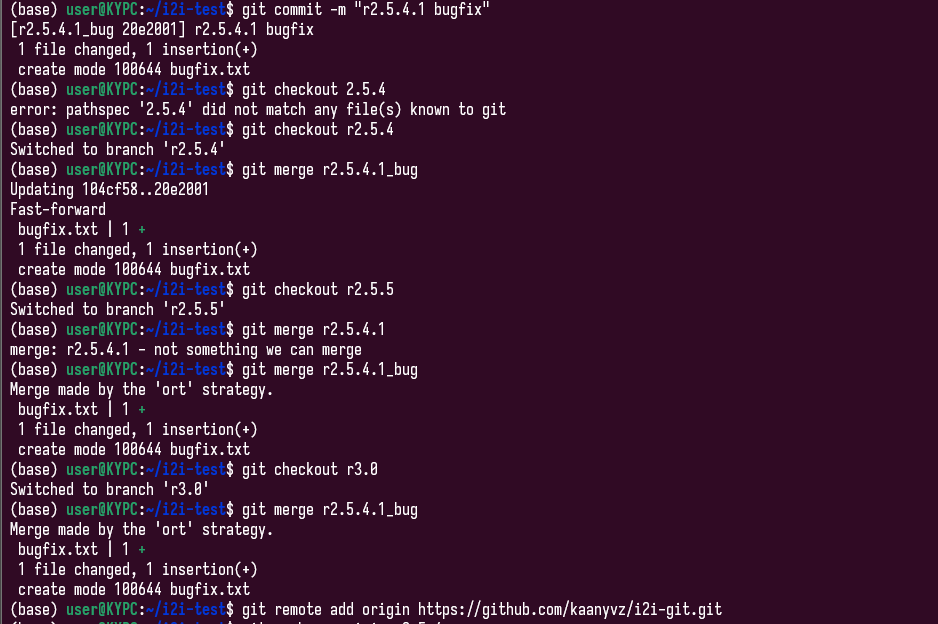 (base) user@KYPC:~/i2i-test$ git commit -m "r2.5.4.1 bugfix"
[r2.5.4.1_bug 20e2001] r2.5.4.1 bugfix
 1 file changed, 1 insertion(+)
 create mode 100644 bugfix.txt
(base) user@KYPC:~/i2i-test$ git checkout 2.5.4
error: pathspec '2.5.4' did not match any file(s) known to git
(base) user@KYPC:~/i2i-test$ git checkout r2.5.4
Switched to branch 'r2.5.4'
(base) user@KYPC:~/i2i-test$ git merge r2.5.4.1_bug
Updating 104cf58..20e2001
Fast-forward
 bugfix.txt | 1 +
 1 file changed, 1 insertion(+)
 create mode 100644 bugfix.txt
(base) user@KYPC:~/i2i-test$ git checkout r2.5.5
Switched to branch 'r2.5.5'
(base) user@KYPC:~/i2i-test$ git merge r2.5.4.1
merge: r2.5.4.1 - not something we can merge
(base) user@KYPC:~/i2i-test$ git merge r2.5.4.1_bug
Merge made by the 'ort' strategy.
 bugfix.txt | 1 +
 1 file changed, 1 insertion(+)
 create mode 100644 bugfix.txt
(base) user@KYPC:~/i2i-test$ git checkout r3.0
Switched to branch 'r3.0'
(base) user@KYPC:~/i2i-test$ git merge r2.5.4.1_bug
Merge made by the 'ort' strategy.
 bugfix.txt | 1 +
 1 file changed, 1 insertion(+)
 create mode 100644 bugfix.txt
(base) user@KYPC:~/i2i-test$ git remote add origin https://github.com/kaanyvz/i2i-git.git